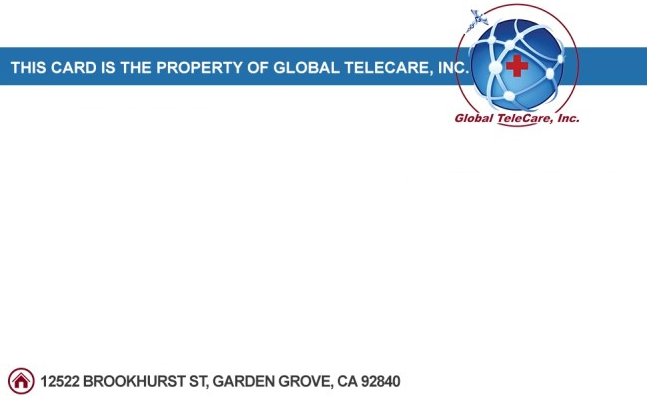 THIS CARD IS THE PROPERTY OF GLOBAL TELECARE, INC.
Global TeleCare, Inc.
12522 BROOKHURST ST, GARDEN GROVE, CA 92840